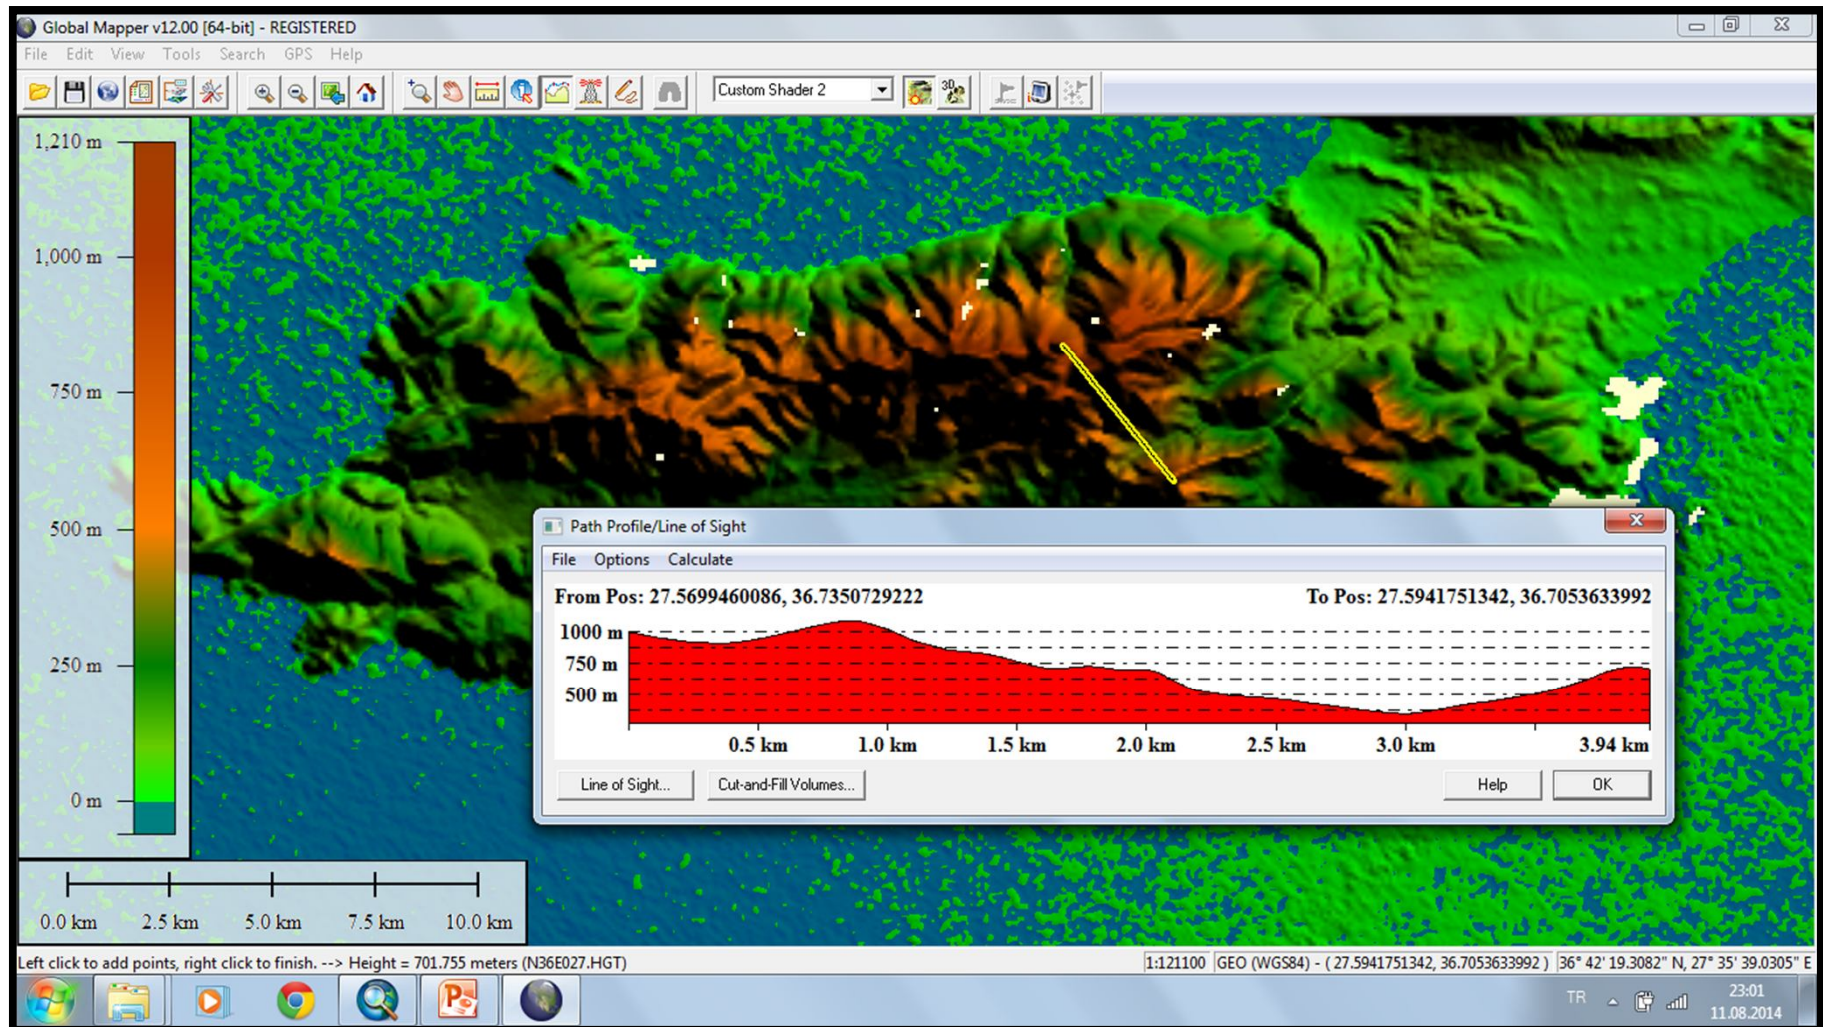 Global Mapper v12.00 [64-bit] - REGISTERED
File Edit View Tools Search GPS Help
Custom Shader 2
3D
1,210 m
1,000 m
750 m
500 m
250 m
0 m
0.0 km 2.5 km 5.0 km 7.5 km 10.0 km
Path Profile/Line of Sight
File Options Calculate
From Pos: 27.5699460086, 36.7350729222 To Pos: 27.5941751342, 36.7053633992
1000 m
750 m
500 m
0.5 km 1.0 km 1.5 km 2.0 km 2.5 km 3.0 km 3.94 km
Line of Sight... Cut-and-Fill Volumes... Help OK
Left click to add points, right click to finish. --> Height = 701.755 meters (N36E027.HGT) 1:121100 GEO (WGS84) - ( 27.5941751342, 36.7053633992 ) 36° 42' 19.3082" N, 27° 35' 39.0305" E
TR 23:01
11.08.2014